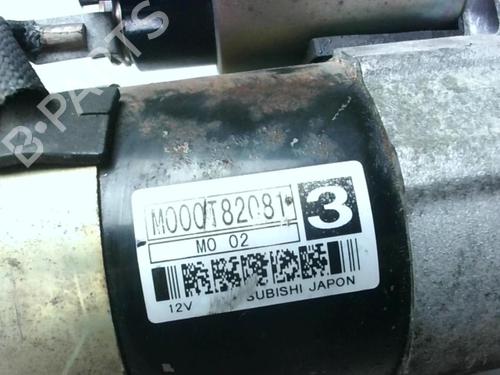 B-PARTS
M000T82081
3
MO 02
12V SUBISHI JAPON